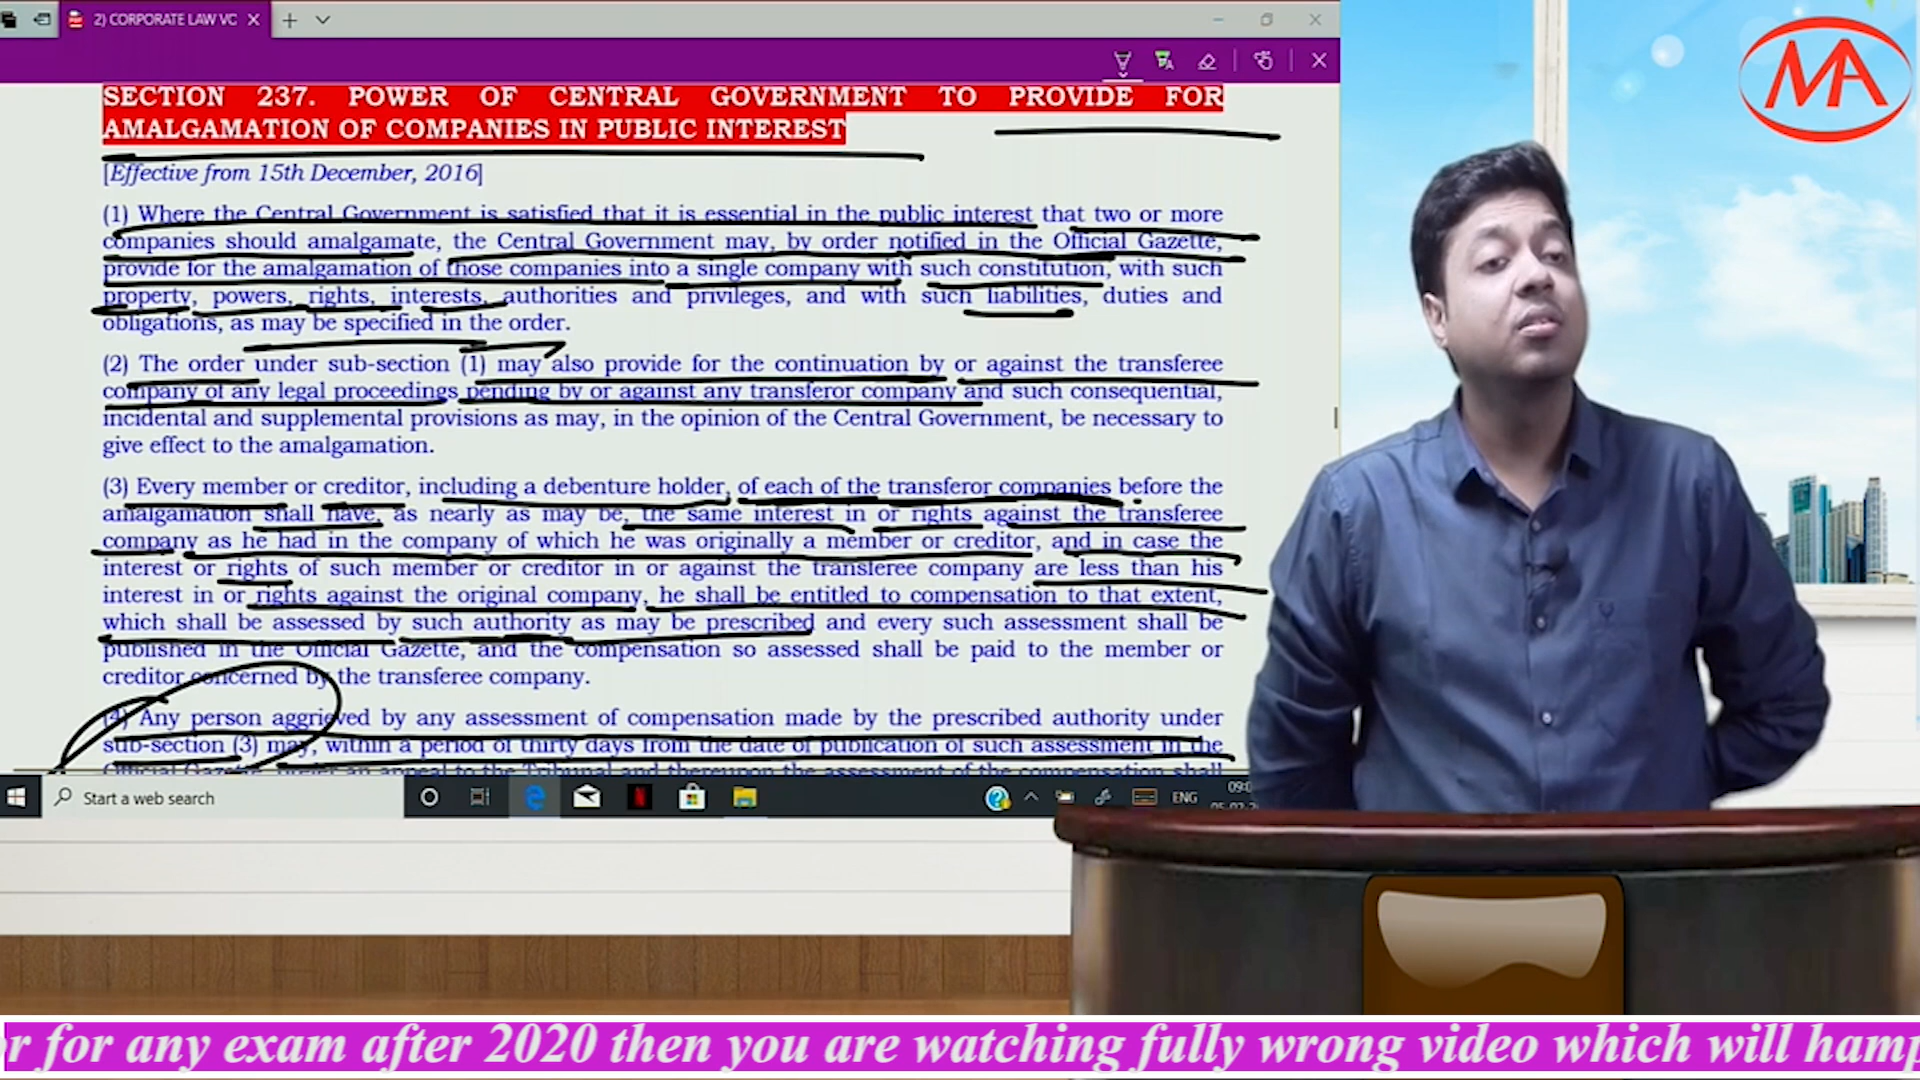 2) CORPORATE LAW VC
MA
SECTION 237. POWER OF CENTRAL GOVERNMENT TO PROVIDE FOR
AMALGAMATION OF COMPANIES IN PUBLIC INTEREST
[Effective from 15th December, 2016]
(1) Where the Central Government is satisfied that it is essential in the public interest that two or more
companies should amalgamate, the Central Government may, by order notified in the Official Gazette,
provide for the amalgamation of those companies into a single company with such constitution, with such
property, powers, rights, interests, authorities and privileges, and with such liabilities, duties and
obligations, as may be specified in the order.
(2) The order under sub-section (1) may also provide for the continuation by or against the transferee
company of any legal proceedings pending by or against any transferor company and such consequential,
incidental and supplemental provisions as may, in the opinion of the Central Government, be necessary to
give effect to the amalgamation.
(3) Every member or creditor, including a debenture holder, of each of the transferor companies before the
amalgamation shall have, as nearly as may be, the same interest in or rights against the transferee
company as he had in the company of which he was originally a member or creditor, and in case the
interest or rights of such member or creditor in or against the transferee company are less than his
interest in or rights against the original company, he shall be entitled to compensation to that extent,
which shall be assessed by such authority as may be prescribed and every such assessment shall be
published in the Official Gazette, and the compensation so assessed shall be paid to the member or
creditor concerned by the transferee company.
(4) Any person aggrieved by any assessment of compensation made by the prescribed authority under
sub-section (3) may, within a period of thirty days from the date of publication of such assessment in the
Official Gazette, prefer an appeal to the Tribunal and thereupon the assessment of the compensation shall
Start a web search
ENG
r for any exam after 2020 then you are watching fully wrong video which will hamp